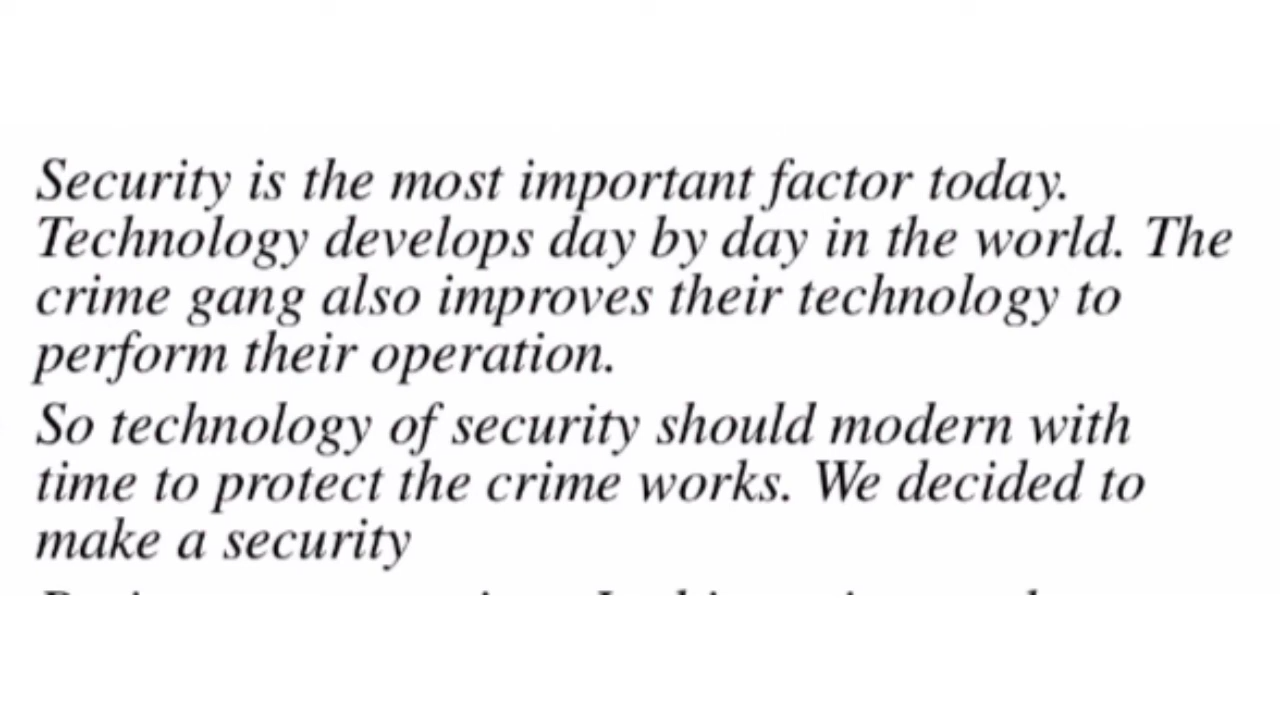 Security is the most important factor today.
Technology develops day by day in the world. The
crime gang also improves their technology to
perform their operation.
So technology of security should modern with
time to protect the crime works. We decided to
make a security